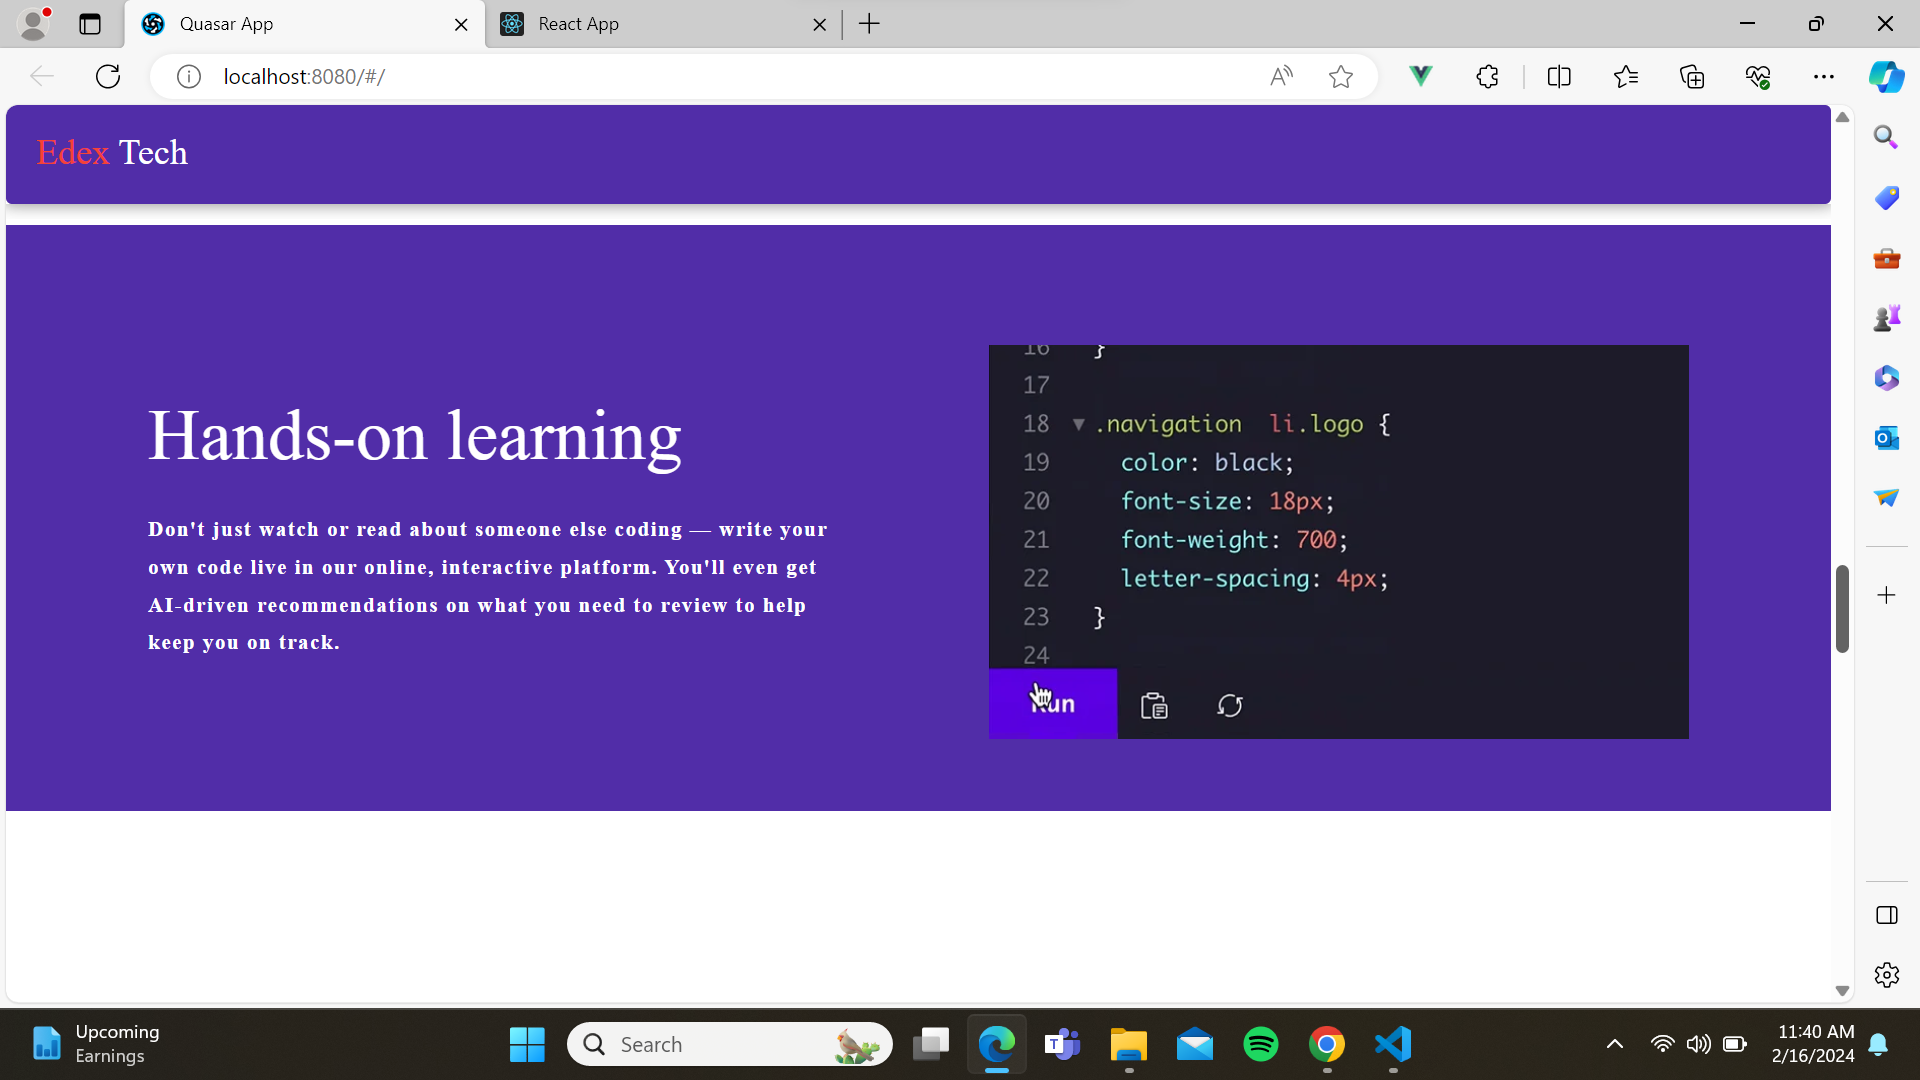 Quasar App
React App
localhost:8080/#/
Edex Tech
Hands-on learning
Don't just watch or read about someone else coding — write your
own code live in our online, interactive platform. You'll even get
AI-driven recommendations on what you need to review to help
keep you on track.
16 }
17
18 ▼ .navigation li.logo {
19 color: black;
20 font-size: 18px;
21 font-weight: 700;
22 letter-spacing: 4px;
23 }
24
Run
Upcoming
Earnings
Search
11:40 AM
2/16/2024